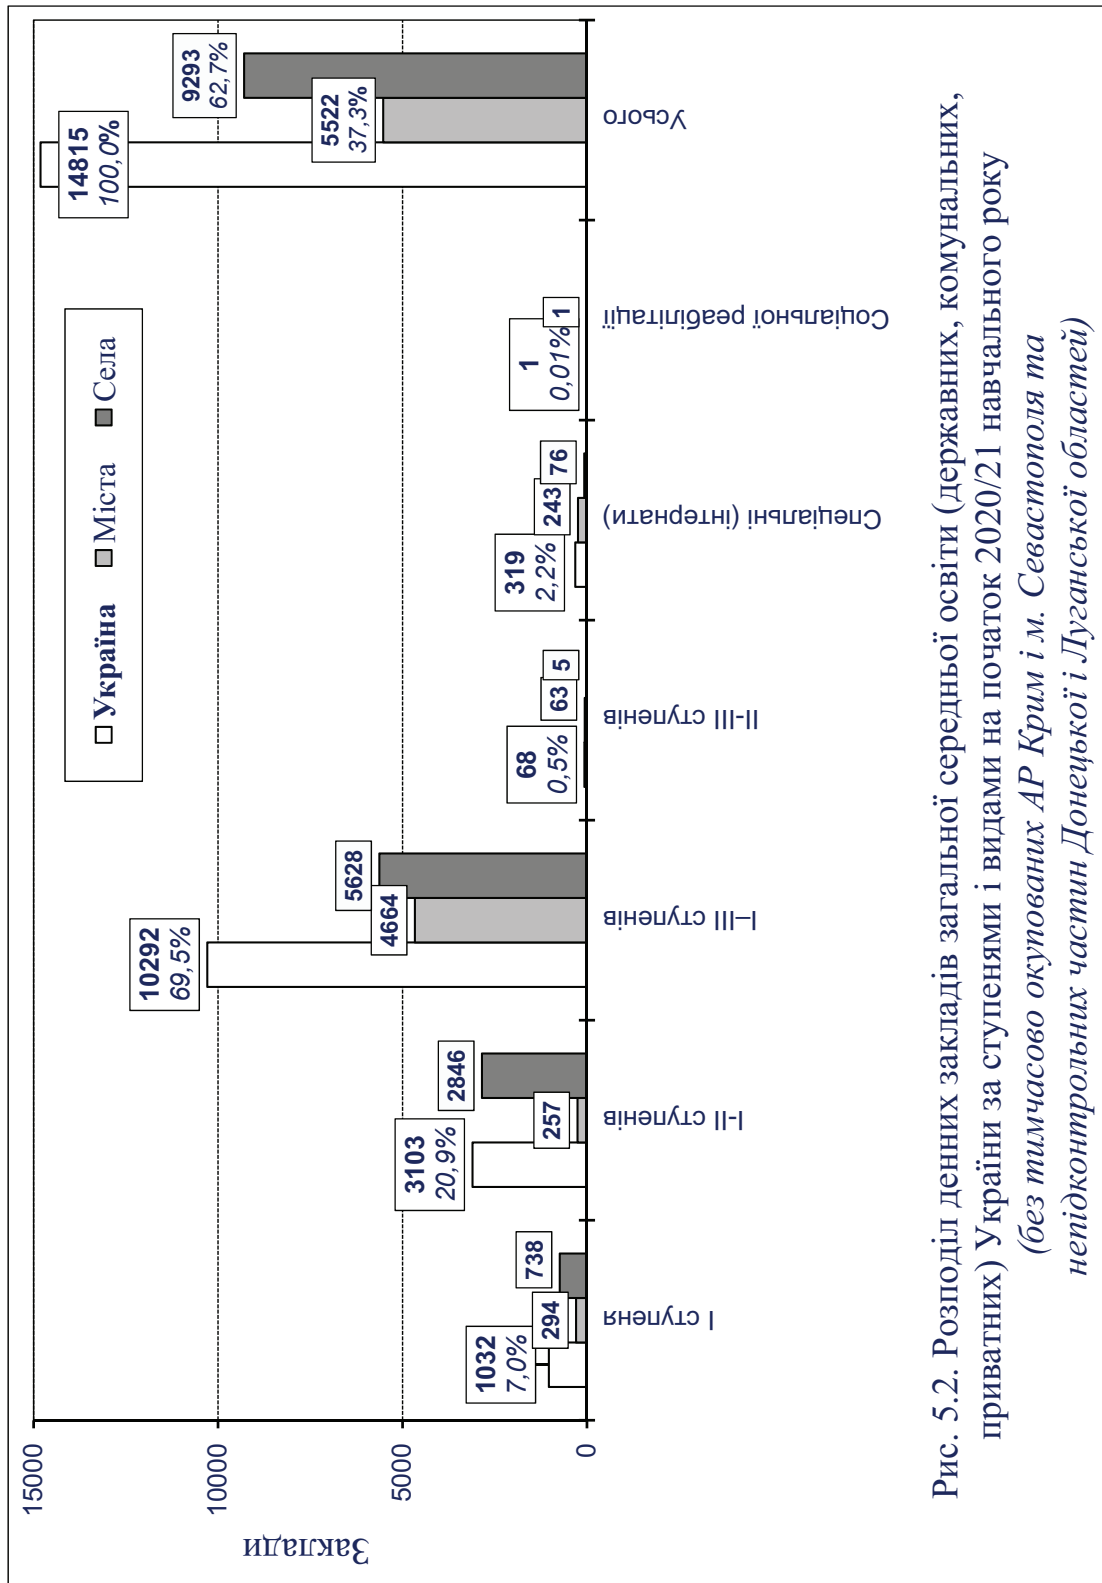 Заклади
15000
10000
5000
0
Україна
Міста
Села
1032
7,0%
294
738
3103
20,9%
257
2846
10292
69,5%
4664
5628
68
0,5%
63
5
319
2,2%
243
76
1
0,01%
1
14815
100,0%
5522
37,3%
9293
62,7%
І ступеня
І-ІІ ступенів
І–ІІІ ступенів
ІІ-ІІІ ступенів
Спеціальні (інтернати)
Соціальної реабілітації
Усього
Рис. 5.2. Розподіл денних закладів загальної середньої освіти (державних, комунальних,
приватних) України за ступенями і видами на початок 2020/21 навчального року
(без тимчасово окупованих АР Крим і м. Севастополя та
непідконтрольних частин Донецької і Луганської областей)